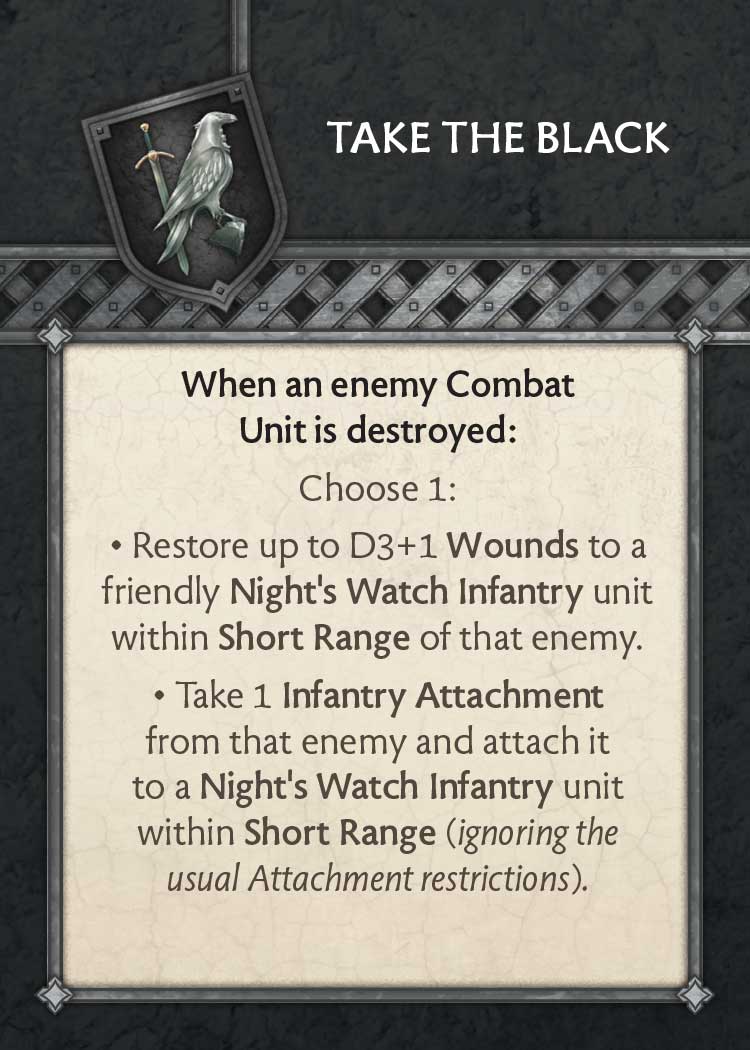 TAKE THE BLACK
When an enemy Combat
Unit is destroyed:
Choose 1:
• Restore up to D3+1 Wounds to a
friendly Night's Watch Infantry unit
within Short Range of that enemy.
• Take 1 Infantry Attachment
from that enemy and attach it
to a Night's Watch Infantry unit
within Short Range (ignoring the
usual Attachment restrictions).